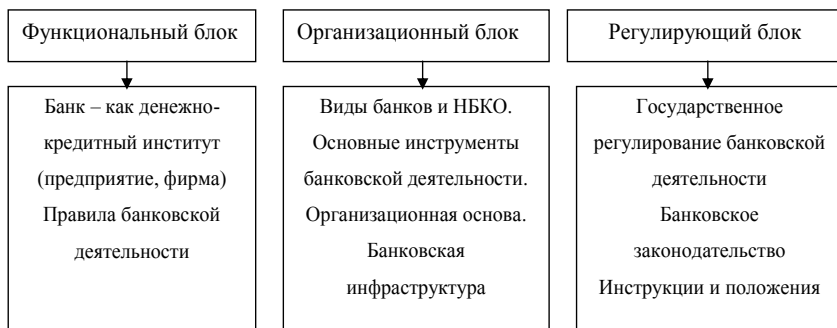 Функциональный блок
Банк – как денежно-
кредитный институт
(предприятие, фирма)
Правила банковской
деятельности
Организационный блок
Виды банков и НБКО.
Основные инструменты
банковской деятельности.
Организационная основа.
Банковская
инфраструктура
Регулирующий блок
Государственное
регулирование банковской
деятельности
Банковское
законодательство
Инструкции и положения